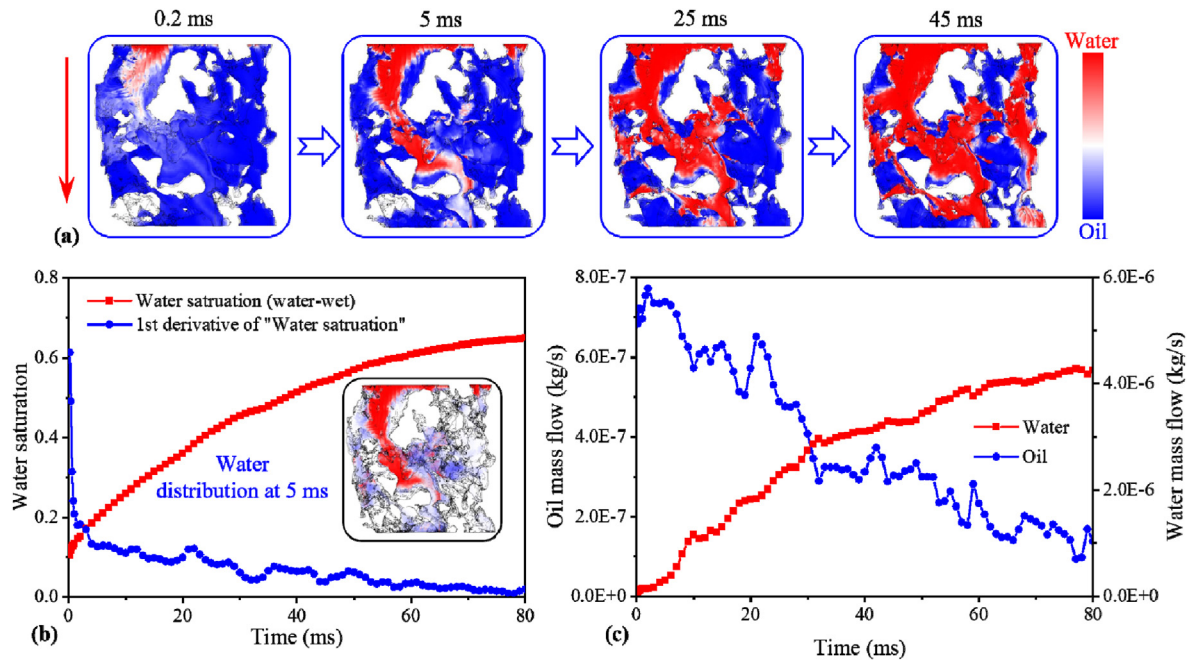 0.2 ms
5 ms
25 ms
45 ms
Water
Oil
(a)
0.8
0.6
0.4
0.2
0.0
Water saturation
Water satruation (water-wet)
1st derivative of "Water satruation"
Water
distribution at 5 ms
0
20
40
60
80
Time (ms)
(b)
8.0E-7
6.0E-7
4.0E-7
2.0E-7
0.0E+0
Oil mass flow (kg/s)
Water
Oil
6.0E-6
4.0E-6
2.0E-6
0.0E+0
Water mass flow (kg/s)
0
20
40
60
80
Time (ms)
(c)